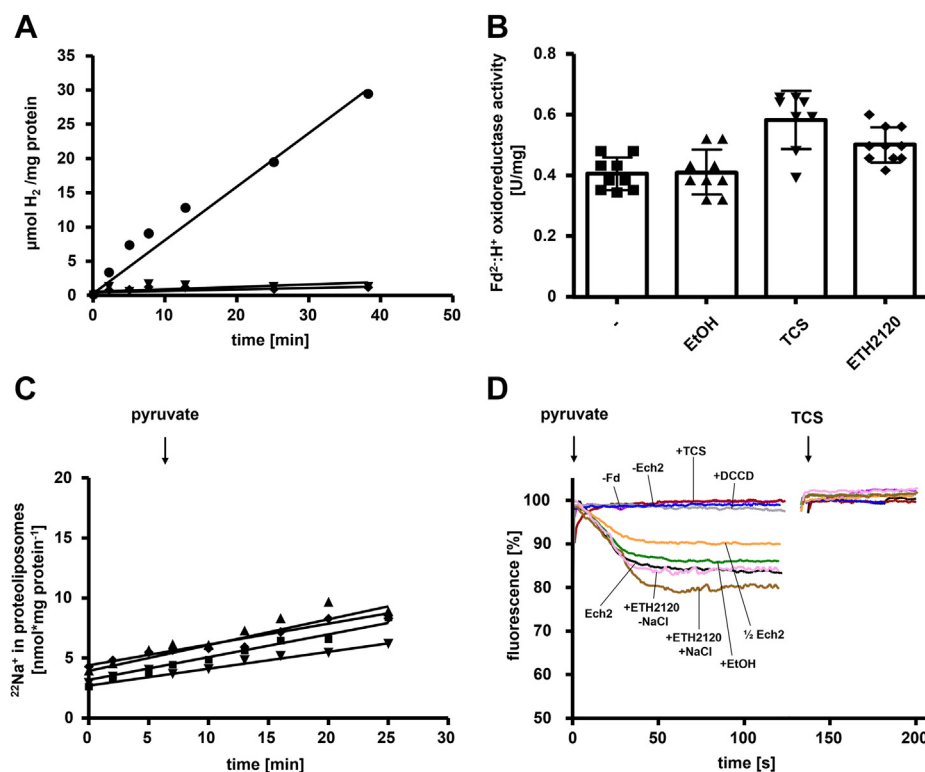 A
µmol H2 /mg protein
35
30
25
20
15
10
5
0
0 10 20 30 40 50
time [min]
B
Fd2-:H+ oxidoreductase activity
[U/mg]
0.8
0.6
0.4
0.2
0
-
EtOH
TCS
ETH2120
C
pyruvate
22Na+ in proteoliposomes
[nmol*mg protein-1]
20
15
10
5
0
0 5 10 15 20 25 30
time [min]
D
pyruvate
TCS
fluorescence [%]
100
90
80
70
60
50
+TCS
-Ech2
-Fd
+DCCD
Ech2
+ETH2120
-NaCl
+ETH2120
+NaCl
½ Ech2
+EtOH
0 50 100 150 200
time [s]